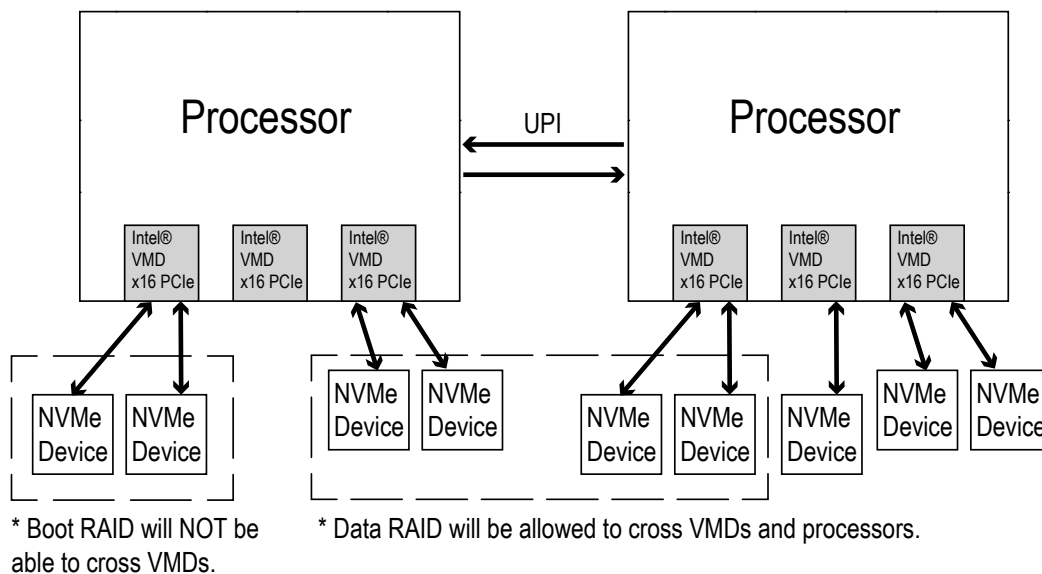 Processor
UPI
Processor
Intel®
VMD
x16 PCIe
Intel®
VMD
x16 PCIe
Intel®
VMD
x16 PCIe
Intel®
VMD
x16 PCIe
Intel®
VMD
x16 PCIe
Intel®
VMD
x16 PCIe
NVMe
Device
NVMe
Device
NVMe
Device
NVMe
Device
NVMe
Device
NVMe
Device
NVMe
Device
NVMe
Device
NVMe
Device
* Boot RAID will NOT be
able to cross VMDs.
* Data RAID will be allowed to cross VMDs and processors.